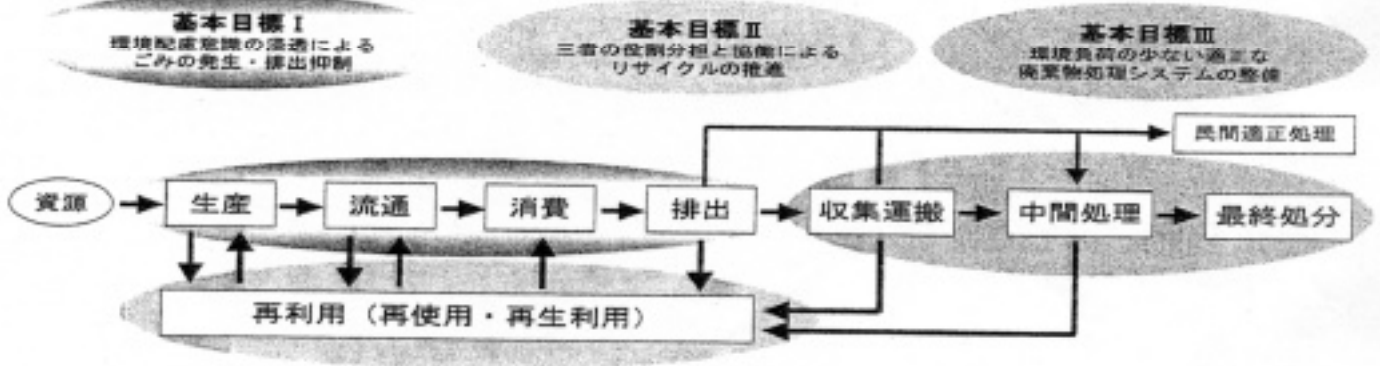 基本目標Ⅰ
環境配慮意識の浸透による
ごみの発生・排出抑制
基本目標Ⅱ
三者の役割分担と協働による
リサイクルの推進
基本目標Ⅲ
環境負荷の少ない適正な
廃棄物処理システムの整備
民間適正処理
資源
生産
流通
消費
排出
収集運搬
中間処理
最終処分
再利用（再使用・再生利用）